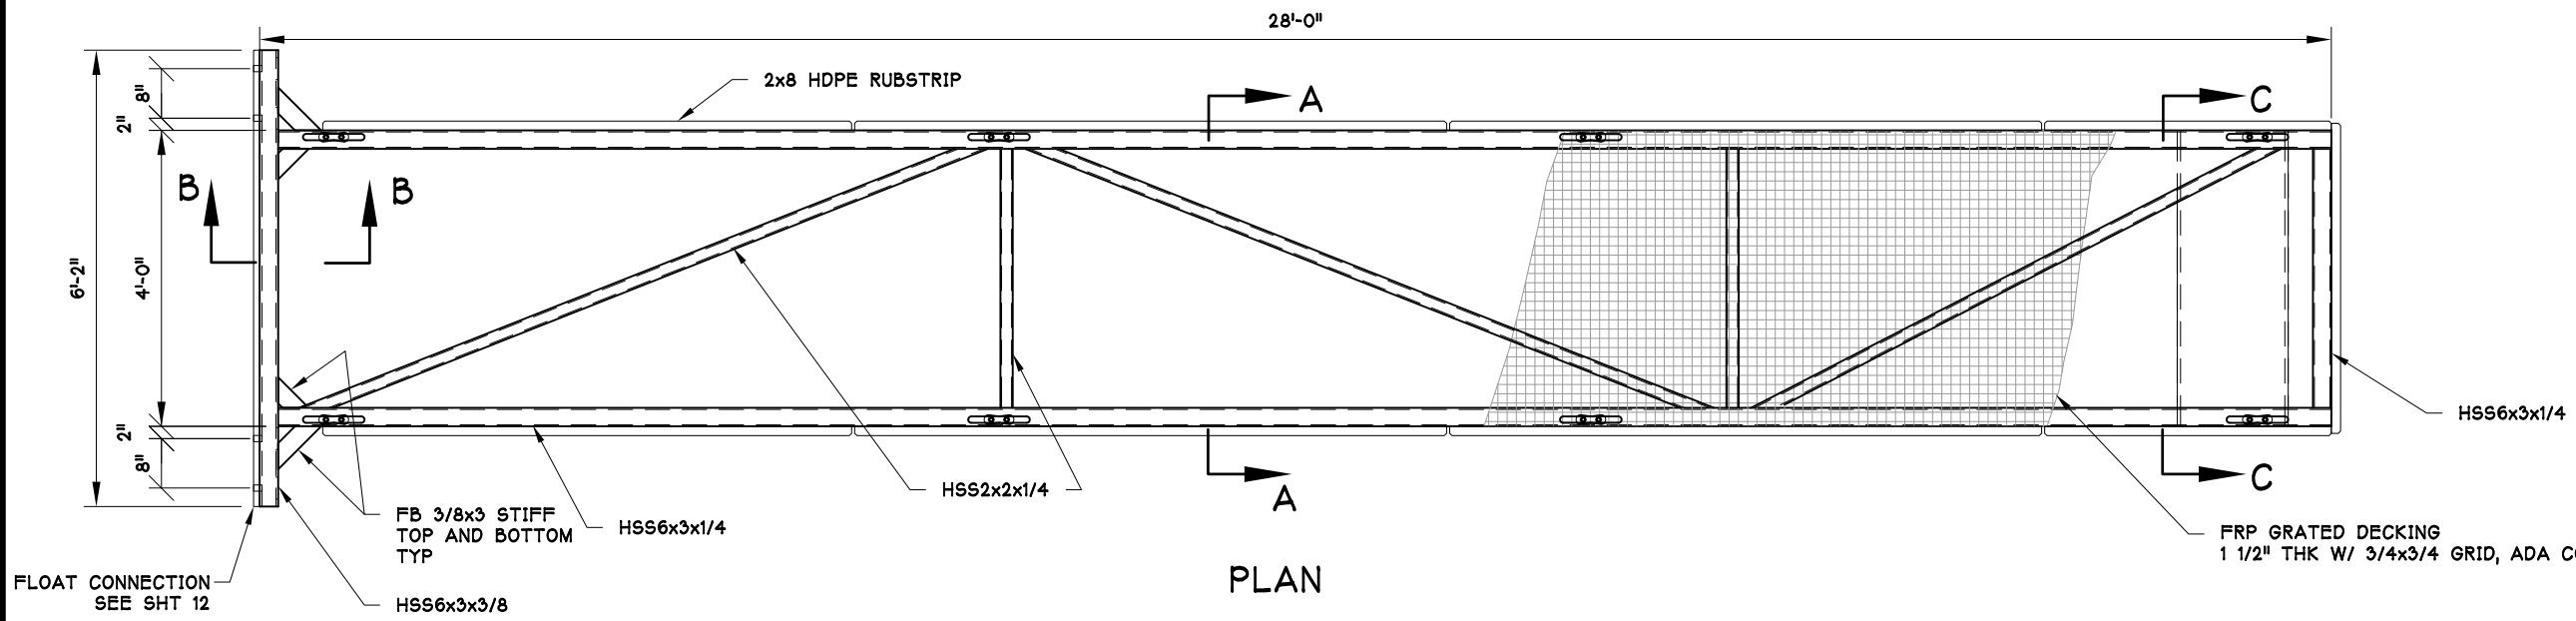 28'-0"
2x8 HDPE RUBSTRIP
A
C
8"
2"
B
B
6'-2"
4'-0"
HSS6x3x1/4
2"
8"
HSS2x2x1/4
A
C
FB 3/8x3 STIFF
TOP AND BOTTOM
TYP
HSS6x3x1/4
FRP GRATED DECKING
1 1/2" THK W/ 3/4x3/4 GRID, ADA
PLAN
FLOAT CONNECTION
SEE SHT 12
HSS6x3x3/8